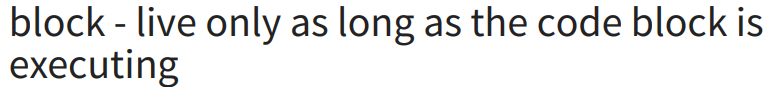 block - live only as long as the code block is
executing